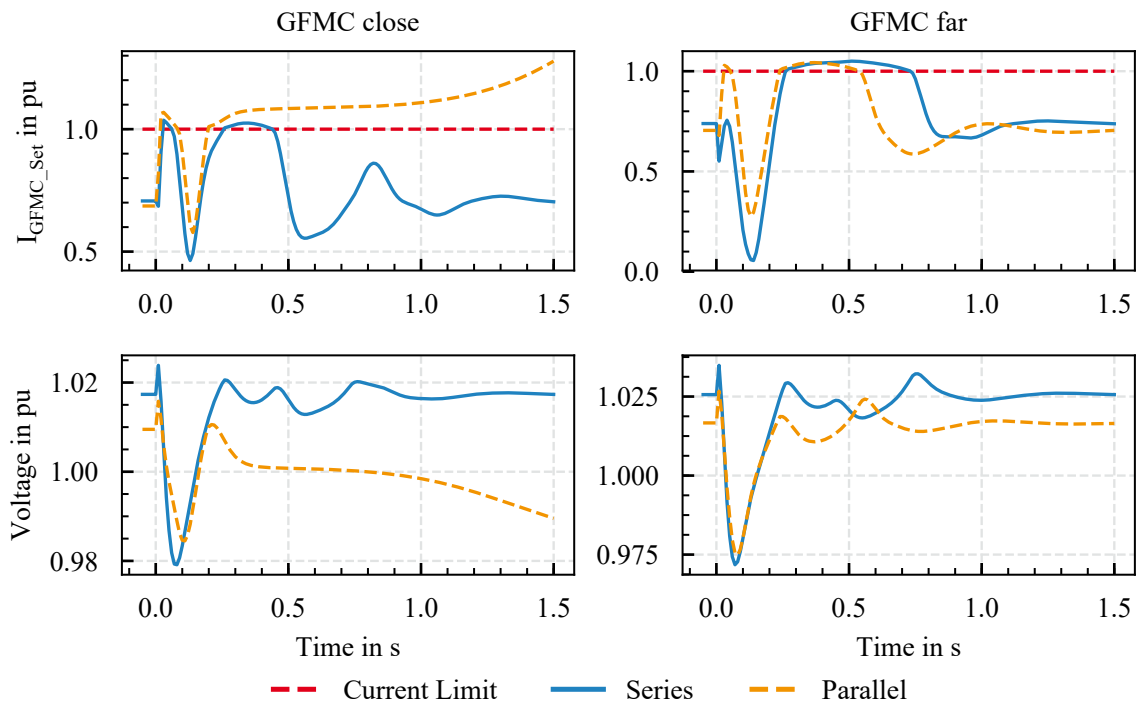 GFMC close
GFMC far
I_GFMC_Set in pu
1.0
0.5
0.0 0.5 1.0 1.5
1.0
0.5
0.0
0.0 0.5 1.0 1.5
Voltage in pu
1.02
1.00
0.98
0.0 0.5 1.0 1.5
Time in s
1.025
1.000
0.975
0.0 0.5 1.0 1.5
Time in s
Current Limit Series Parallel